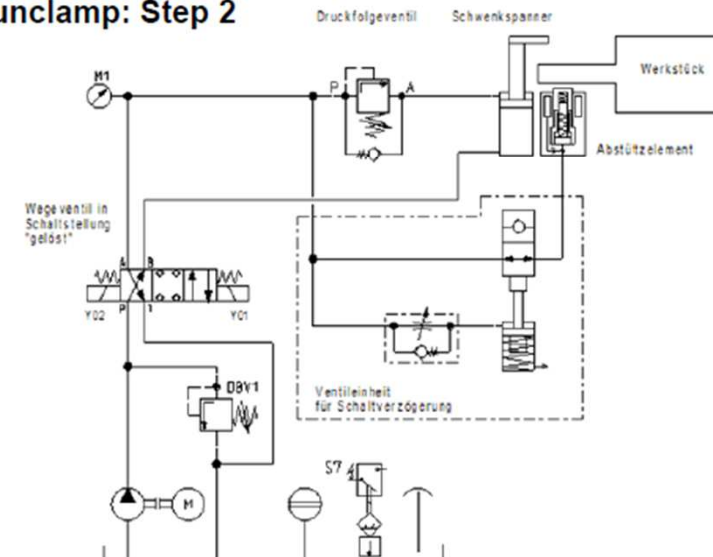 unclamp: Step 2
Druckfolgeventil
Schwenkspanner
M1
P
A
Werkstück
Abstützelement
Wegeventil in
Schaltstellung
"gelöst"
A B
Y02
P
Y01
DBV1
Ventileinheit
für Schaltverzögerung
S7
M